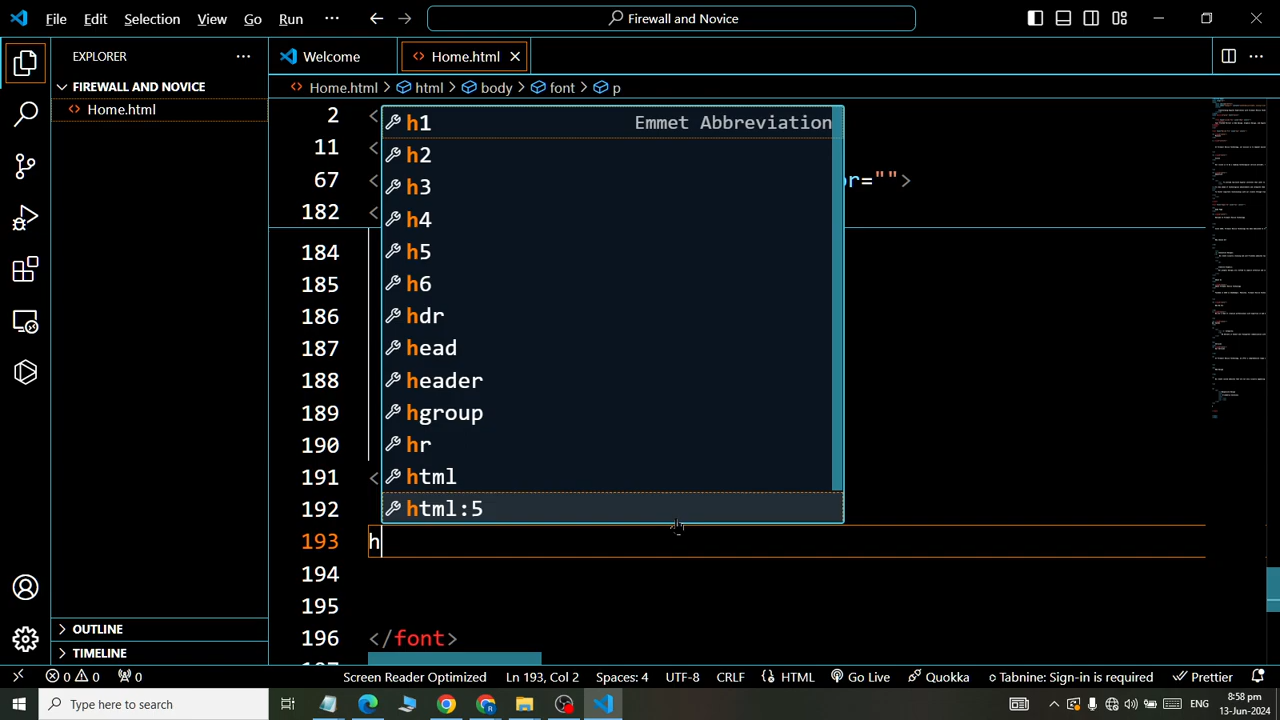 File Edit Selection View Go Run ··· Firewall and Novice
EXPLORER ···
FIREWALL AND NOVICE
Home.html
OUTLINE
TIMELINE
Welcome
Home.html
Home.html > html > body > font > p
2 <
11 <
67 < or="">
182 <
184
185
186
187
188
189
190
191 <
192
193 h
194
195
196 </font>
h1 Emmet Abbreviation
h2
h3
h4
h5
h6
hdr
head
header
hgroup
hr
html
html:5
0 0 0 Screen Reader Optimized Ln 193, Col 2 Spaces: 4 UTF-8 CRLF HTML Go Live Quokka Tabnine: Sign-in is required Prettier
Type here to search ENG 8:58 pm
13-Jun-2024